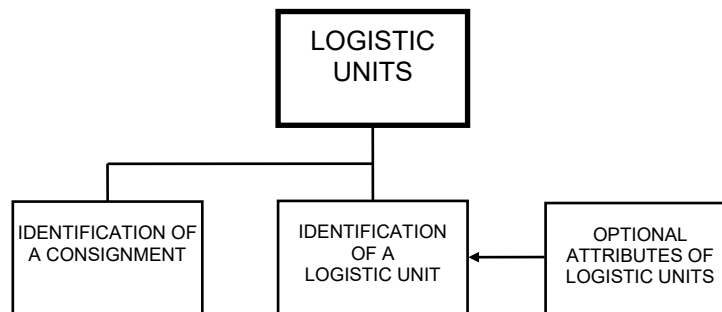 LOGISTIC
UNITS
IDENTIFICATION OF
A CONSIGNMENT
IDENTIFICATION
OF A
LOGISTIC UNIT
OPTIONAL
ATTRIBUTES OF
LOGISTIC UNITS